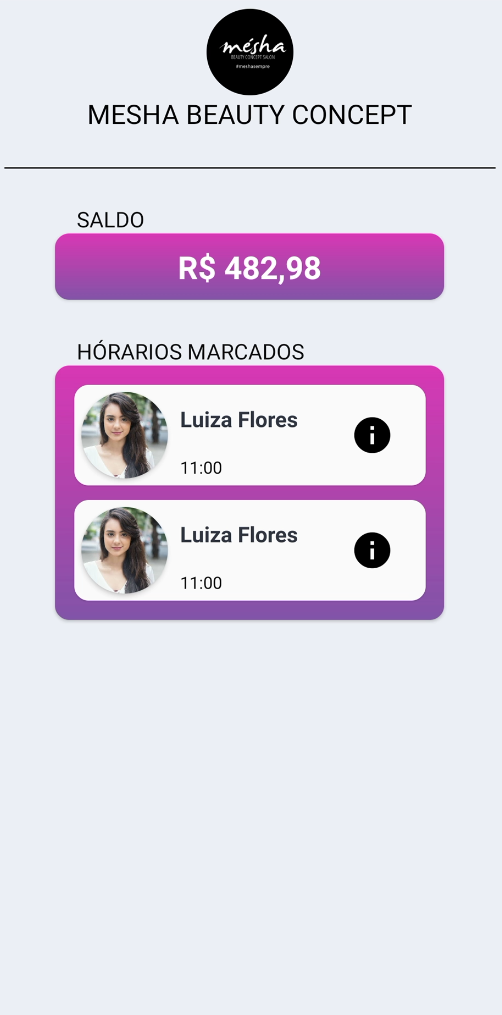 mésha
BEAUTY CONCEPT SALON
#meshasempre
MESHA BEAUTY CONCEPT
SALDO
R$ 482,98
HÓRARIOS MARCADOS
Luiza Flores
11:00
Luiza Flores
11:00